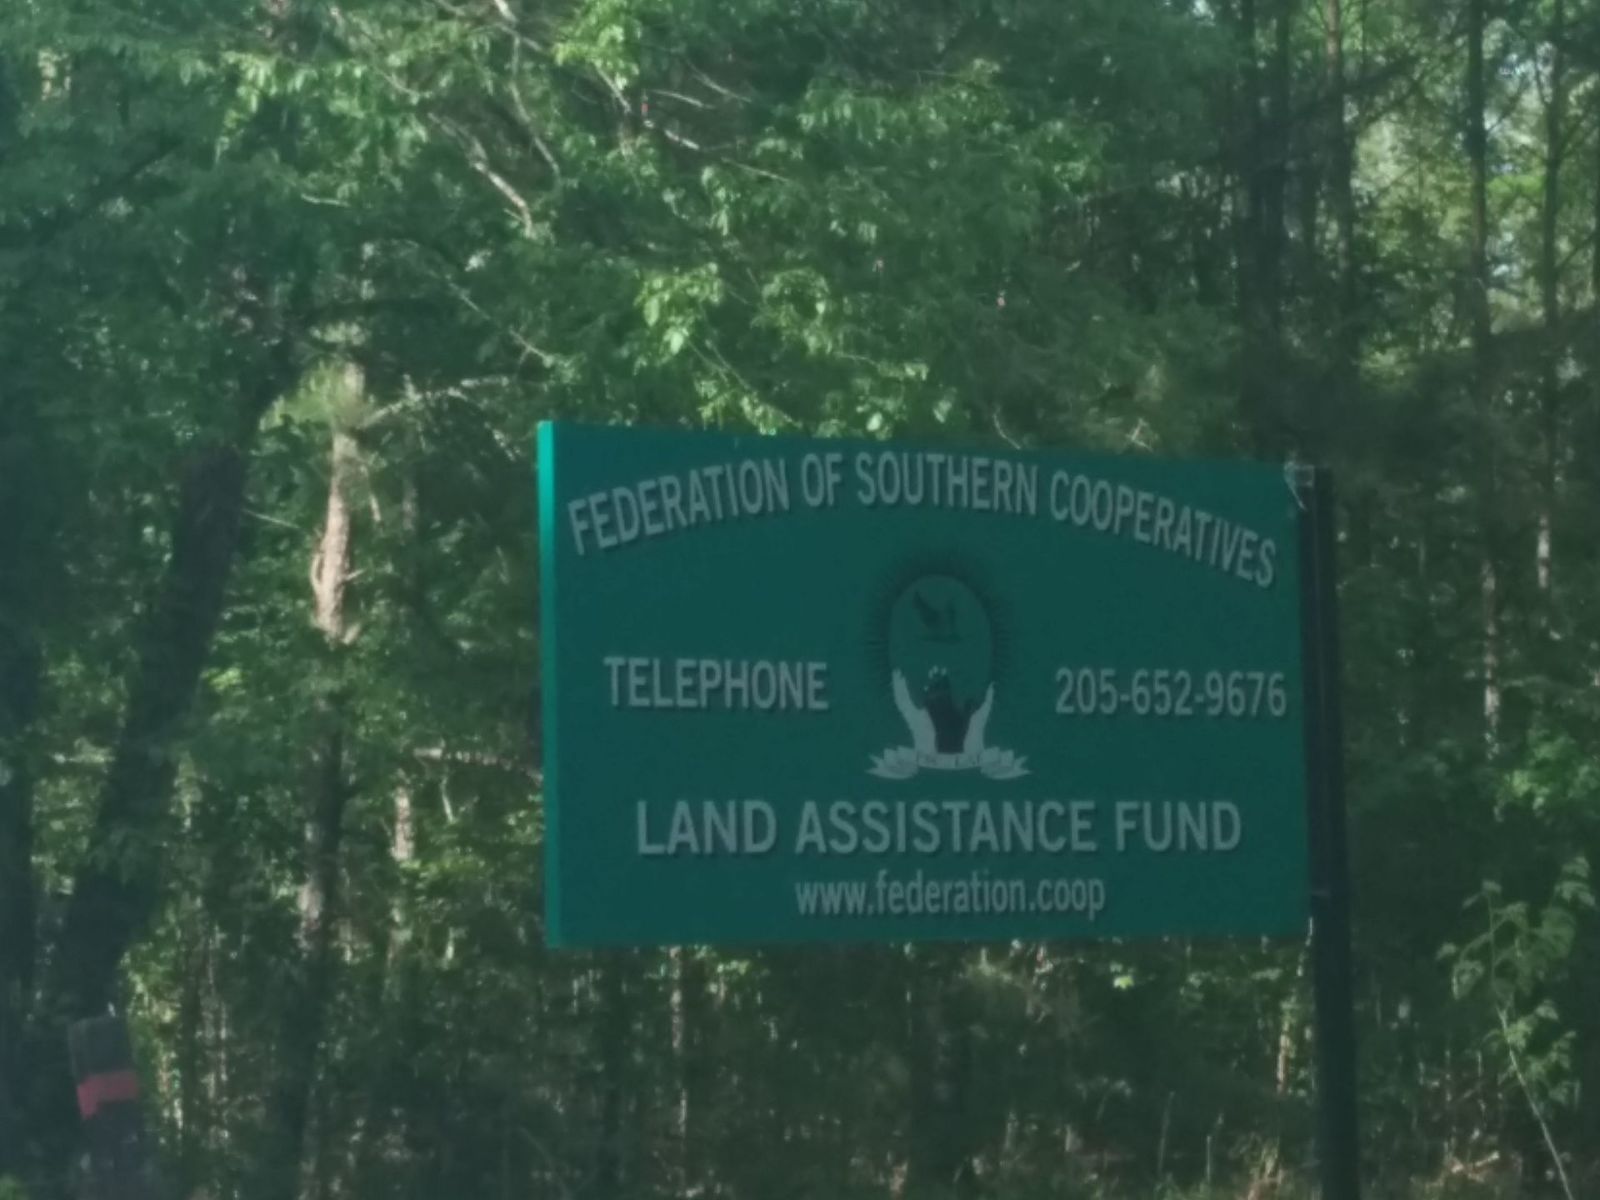 FEDERATION OF SOUTHERN COOPERATIVES
TELEPHONE 205-652-9676
LAND ASSISTANCE FUND
www.federation.coop